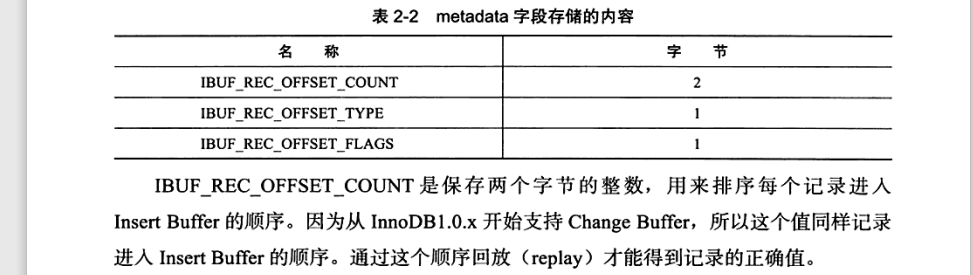 表 2-2 metadata 字段存储的内容
名 称 字 节
IBUF_REC_OFFSET_COUNT 2
IBUF_REC_OFFSET_TYPE 1
IBUF_REC_OFFSET_FLAGS 1
IBUF_REC_OFFSET_COUNT 是保存两个字节的整数，用来排序每个记录进入
Insert Buffer 的顺序。因为从 InnoDB1.0.x 开始支持 Change Buffer，所以这个值同样记录
进入 Insert Buffer 的顺序。通过这个顺序回放（replay）才能得到记录的正确值。